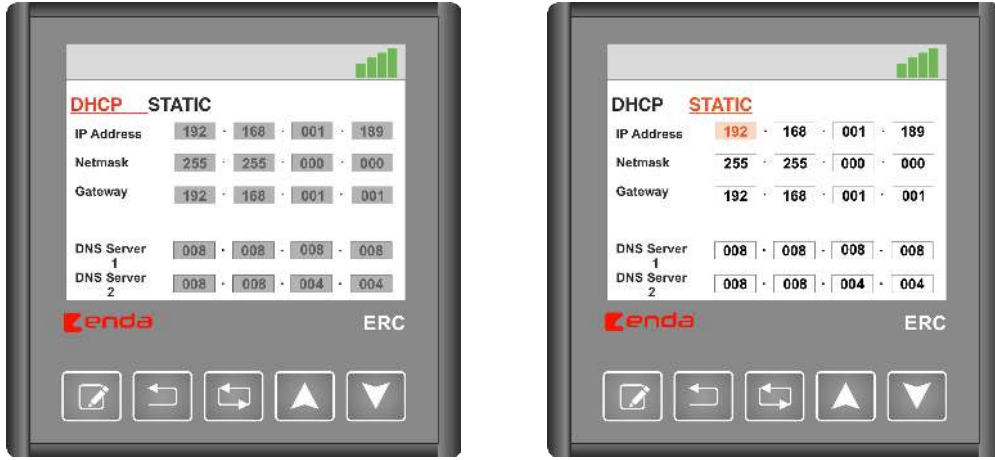 DHCP STATIC
IP Address 192 . 168 . 001 . 189
Netmask 255 . 255 . 000 . 000
Gateway 192 . 168 . 001 . 001
DNS Server
1
008 . 008 . 008 . 008
DNS Server
2
008 . 008 . 004 . 004
enda ERC
DHCP STATIC
IP Address 192 . 168 . 001 . 189
Netmask 255 . 255 . 000 . 000
Gateway 192 . 168 . 001 . 001
DNS Server
1
008 . 008 . 008 . 008
DNS Server
2
008 . 008 . 004 . 004
enda ERC